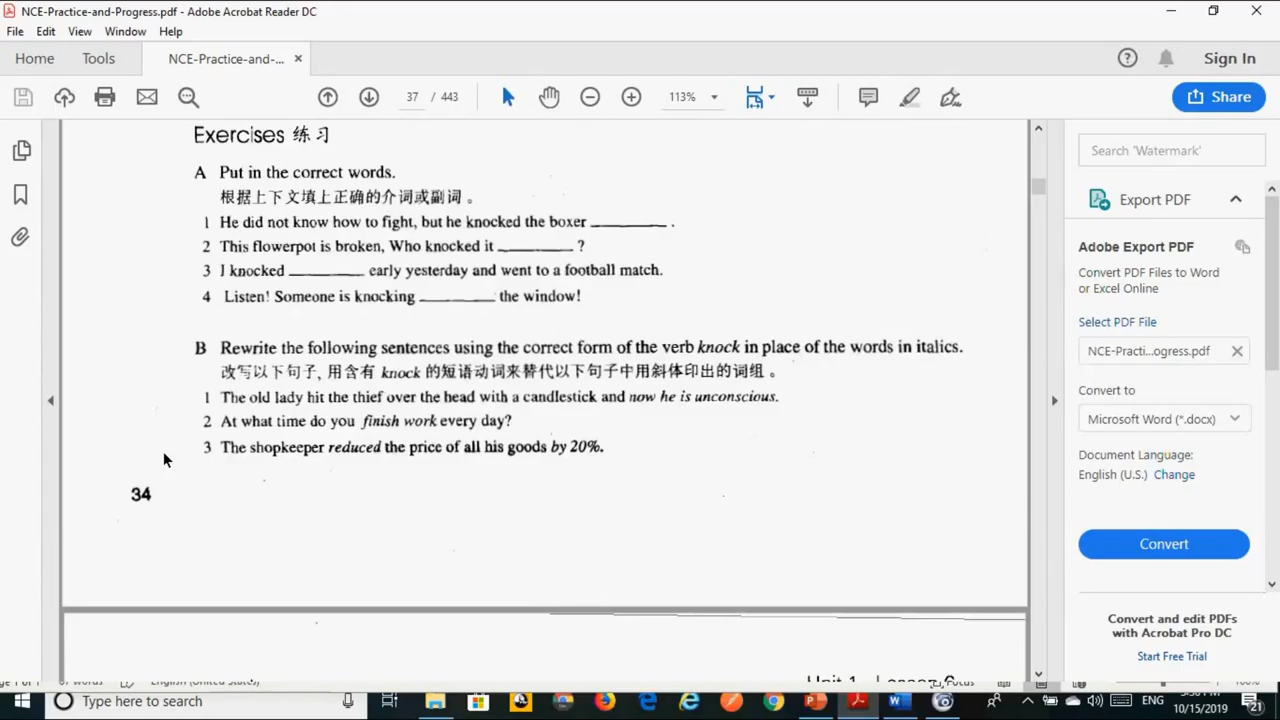 NCE-Practice-and-Progress.pdf - Adobe Acrobat Reader DC
File Edit View Window Help
Home Tools NCE-Practice-and-... × Sign In
37 / 443 113% Share
Exercises 练习
A Put in the correct words.
根据上下文填上正确的介词或副词。
1 He did not know how to fight, but he knocked the boxer ________ .
2 This flowerpot is broken, Who knocked it ________ ?
3 I knocked ________ early yesterday and went to a football match.
4 Listen! Someone is knocking ________ the window!
B Rewrite the following sentences using the correct form of the verb knock in place of the words in italics.
改写以下句子, 用含有 knock 的短语动词来替代以下句子中用斜体印出的词组。
1 The old lady hit the thief over the head with a candlestick and now he is unconscious.
2 At what time do you finish work every day?
3 The shopkeeper reduced the price of all his goods by 20%.
34
Search 'Watermark'
Export PDF
Adobe Export PDF
Convert PDF Files to Word
or Excel Online
Select PDF File
NCE-Practi...ogress.pdf ×
Convert to
Microsoft Word (*.docx)
Document Language:
English (U.S.) Change
Convert
Convert and edit PDFs
with Acrobat Pro DC
Start Free Trial
Type here to search
ENG
10/15/2019
21